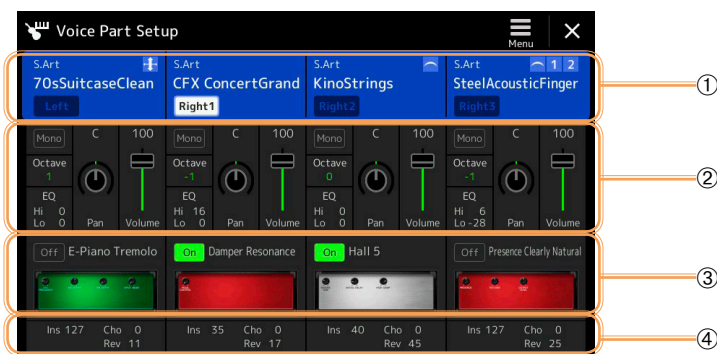 Voice Part Setup
Menu
S.Art S.Art S.Art S.Art 1 2
70sSuitcaseClean CFX ConcertGrand KinoStrings SteelAcousticFinger
Left Right1 Right2 Right3
①
Mono C 100 Mono C 100 Mono C 100 Mono C 100
Octave Octave Octave Octave
1 -1 0 -1
②
EQ EQ EQ EQ
Hi 0 Hi 16 Hi 0 Hi 6
Lo 0 Pan Volume Lo 0 Pan Volume Lo 0 Pan Volume Lo -28 Pan Volume
Off E-Piano Tremolo On Damper Resonance On Hall 5 Off Presence Clearly Natural
③
Ins 127 Cho 0 Ins 35 Cho 0 Ins 40 Cho 0 Ins 127 Cho 0
Rev 11 Rev 17 Rev 45 Rev 25
④